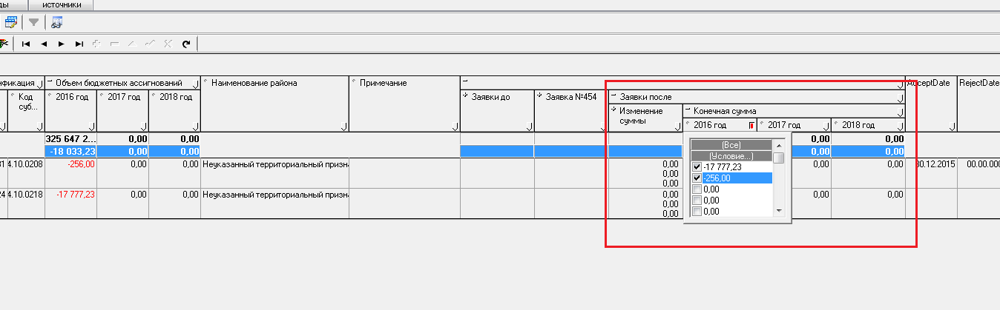 ды источники
фикация Объем бюджетных ассигнований Наименование района Примечание AcceptDate RejectDate
Код суб... 2016 год 2017 год 2018 год Заявки до Заявка №454 Заявки после
Изменение суммы Конечная сумма
2016 год 2017 год 2018 год
325 647 2... 0,00 0,00 0,00 0,00
-18 033,23 0,00 0,00 0,00 0,00
31 4.10.0208 -256,00 0,00 0,00 Неуказанный территориальный призна 0,00 0,00 0,00 30.12.2015 00.00.000
0,00
0,00
24 4.10.0218 -17 777,23 0,00 0,00 Неуказанный территориальный призна 0,00 0,00 0,00
0,00
0,00
(Все)
(Условие...)
-17 777,23
-256,00
0,00
0,00
0,00